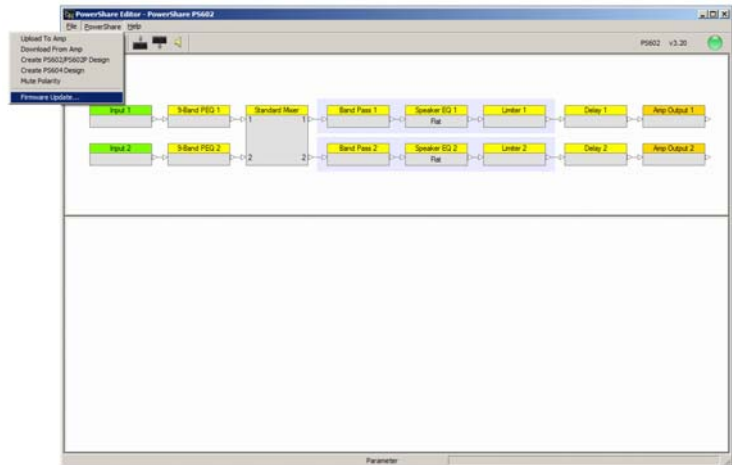 PowerShare Editor - PowerShare PS602
File PowerShare Help
Upload To Amp
Download From Amp
Create PS602/PS602P Design
Create PS604 Design
Mute Polarity
Firmware Update...
PS602 v3.20
Input 1 9-Band PEQ 1 Standard Mixer Band Pass 1 Speaker EQ 1 Limiter 1 Delay 1 Amp Output 1
1 1 Flat
Input 2 9-Band PEQ 2 Band Pass 2 Speaker EQ 2 Limiter 2 Delay 2 Amp Output 2
2 2 Flat
Parameter